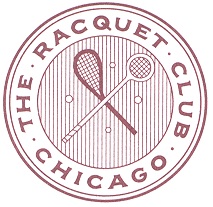 · THE · RACQUET · CLUB ·
CHICAGO